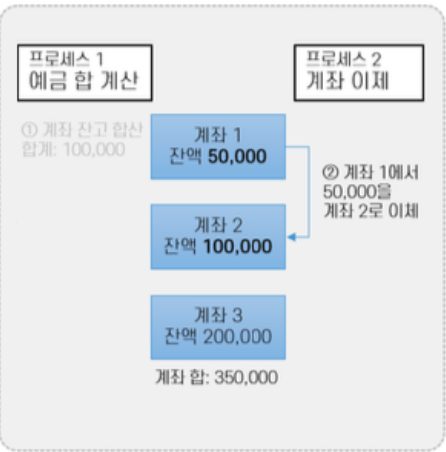 프로세스 1
예금 합 계산
프로세스 2
계좌 이제
① 계좌 잔고 합산
합계: 100,000
계좌 1
잔액 50,000
② 계좌 1에서
50,000을
계좌 2로 이체
계좌 2
잔액 100,000
계좌 3
잔액 200,000
계좌 합: 350,000